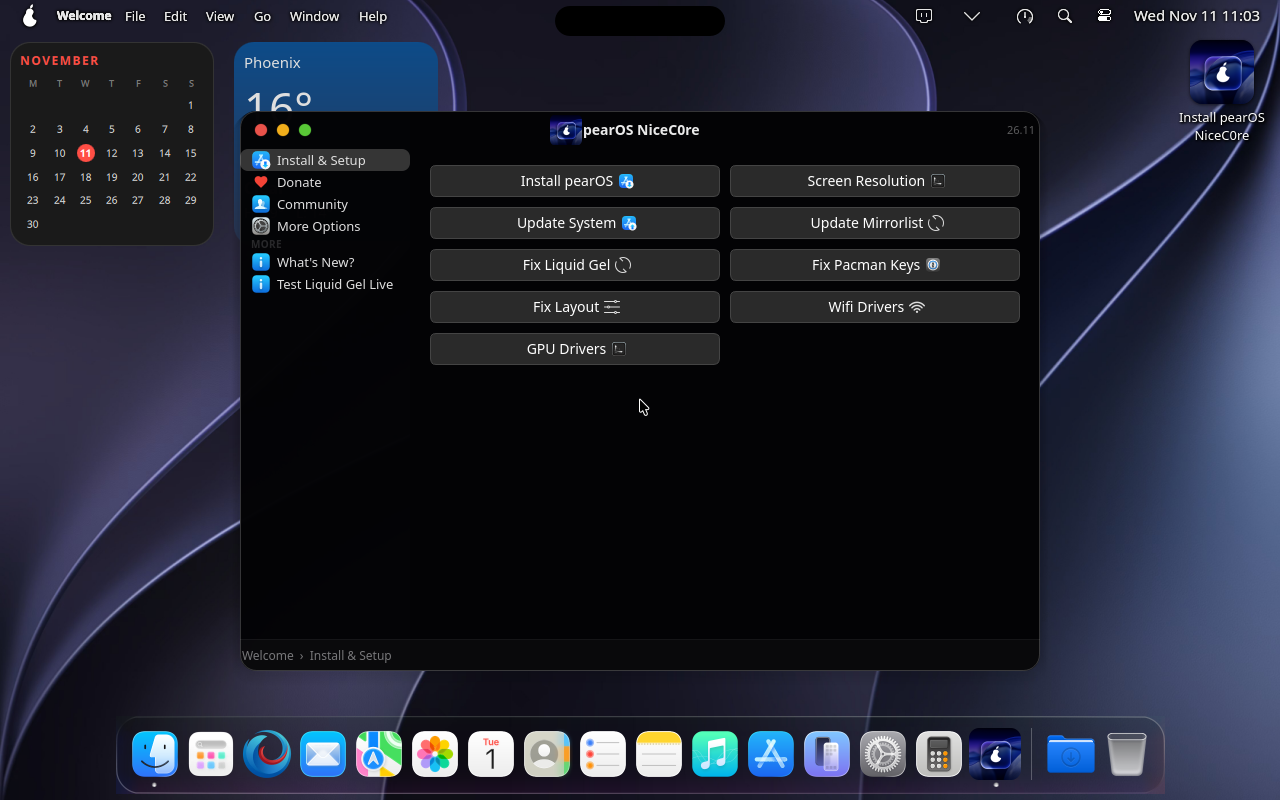 Welcome File Edit View Go Window Help
Wed Nov 11 11:03
NOVEMBER
M T W T F S S
1
2 3 4 5 6 7 8
9 10 11 12 13 14 15
16 17 18 19 20 21 22
23 24 25 26 27 28 29
30
Phoenix
16°
Install pearOS
NiceC0re
pearOS NiceC0re
26.11
Install & Setup
Donate
Community
More Options
MORE
What's New?
Test Liquid Gel Live
Install pearOS
Screen Resolution
Update System
Update Mirrorlist
Fix Liquid Gel
Fix Pacman Keys
Fix Layout
Wifi Drivers
GPU Drivers
Welcome › Install & Setup
Tue
1